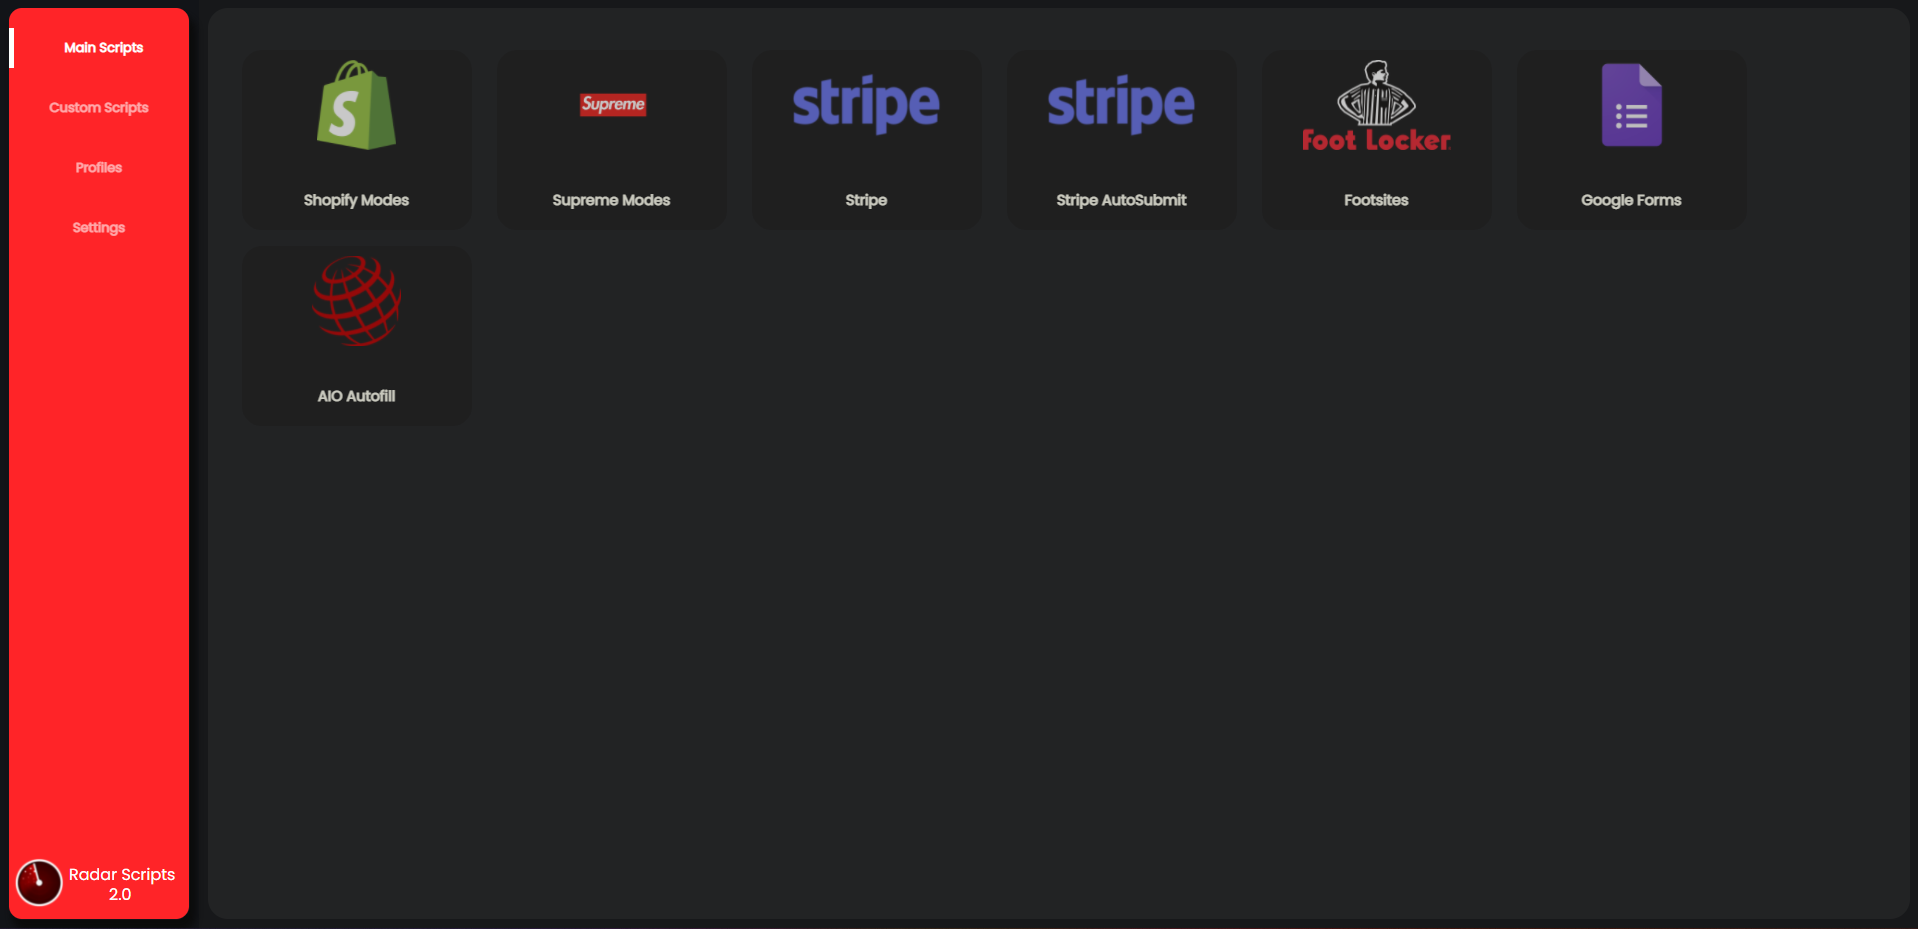 Main Scripts
Custom Scripts
Profiles
Settings
Radar Scripts
2.0
S
Shopify Modes
Supreme
Supreme Modes
stripe
Stripe
stripe
Stripe AutoSubmit
Foot Locker
Footsites
Google Forms
AIO Autofill